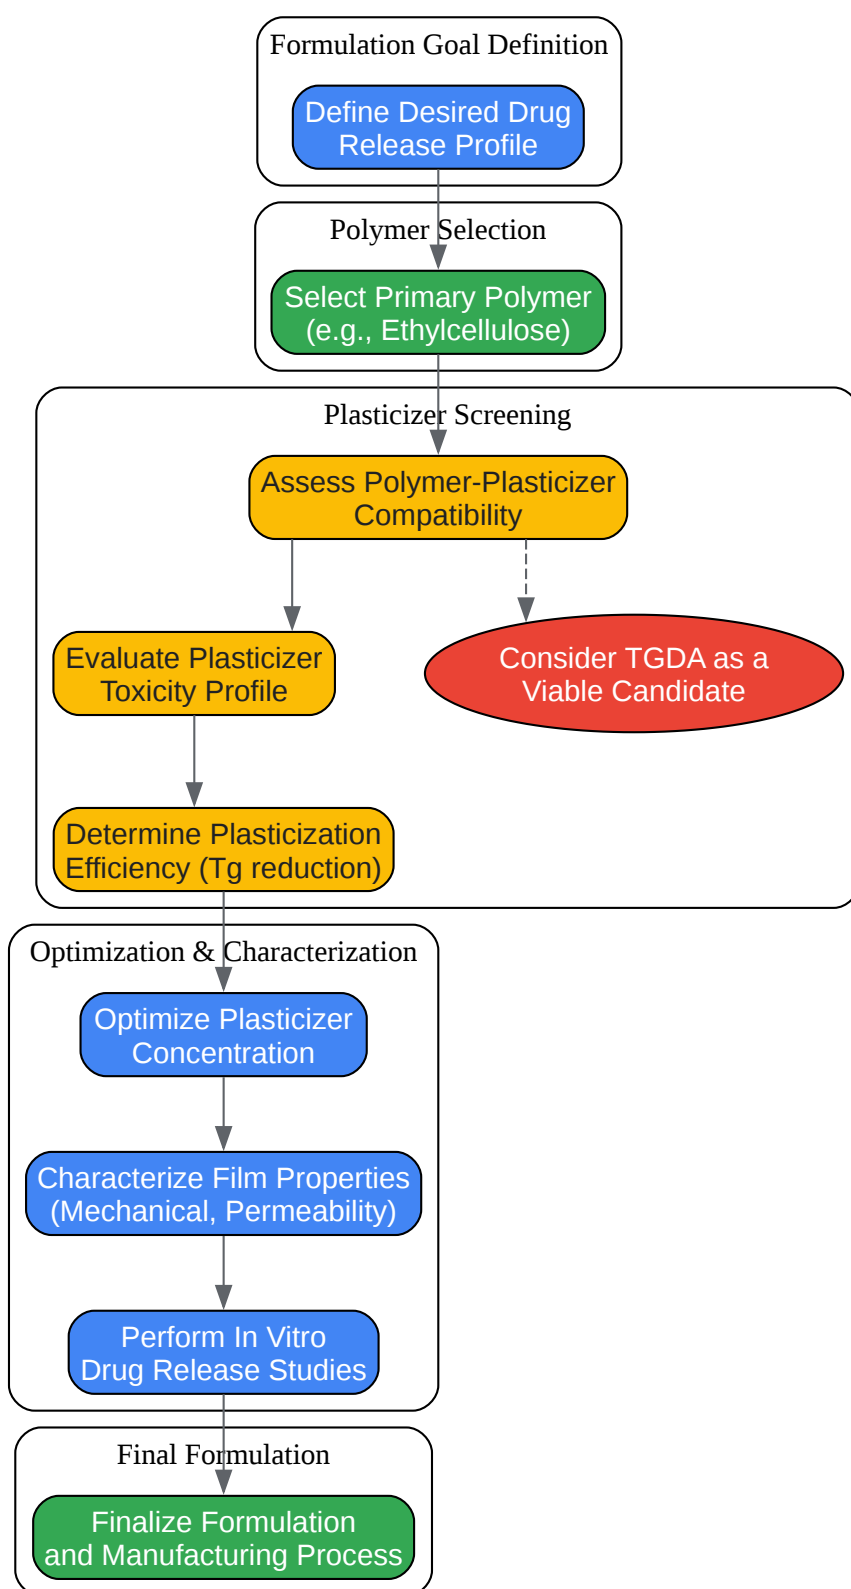 Formulation Goal Definition
Define Desired Drug
Release Profile
Polymer Selection
Select Primary Polymer
(e.g., Ethylcellulose)
Plasticizer Screening
Assess Polymer-Plasticizer
Compatibility
Evaluate Plasticizer
Toxicity Profile
Consider TGDA as a
Viable Candidate
Determine Plasticization
Efficiency (Tg reduction)
Optimization & Characterization
Optimize Plasticizer
Concentration
Characterize Film Properties
(Mechanical, Permeability)
Perform In Vitro
Drug Release Studies
Final Formulation
Finalize Formulation
and Manufacturing Process